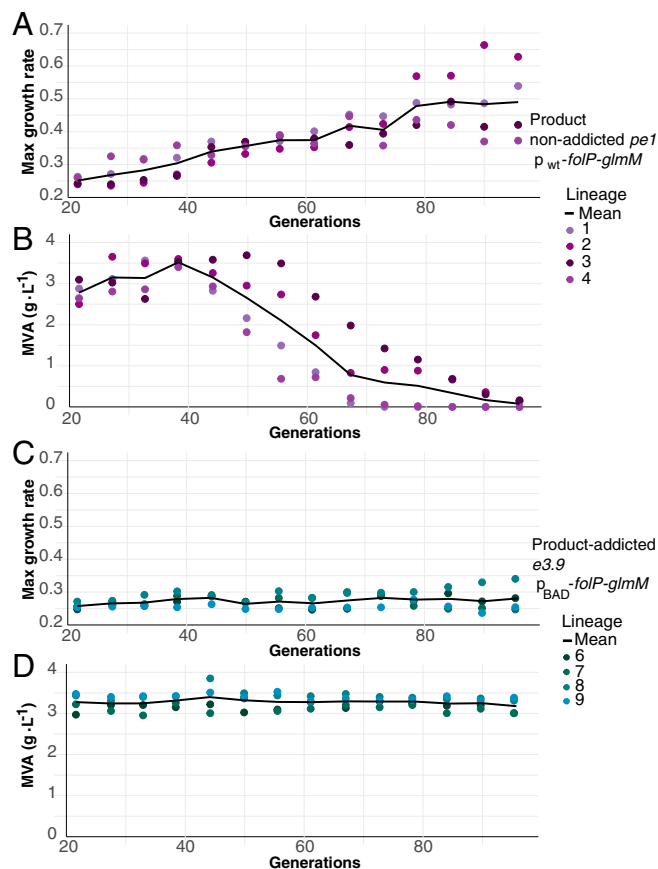 A
Max growth rate
0.7
0.6
0.5
0.4
0.3
0.2
20 40 60 80
Generations
Product
non-addicted pe1
p wt-folP-glmM
Lineage
Mean
1
2
3
4
B
MVA (g·L-1)
4
3
2
1
0
20 40 60 80
Generations
C
Max growth rate
0.7
0.6
0.5
0.4
0.3
0.2
20 40 60 80
Generations
Product-addicted
e3.9
pBAD-folP-glmM
Lineage
Mean
6
7
8
9
D
MVA (g·L-1)
4
3
2
1
0
20 40 60 80
Generations